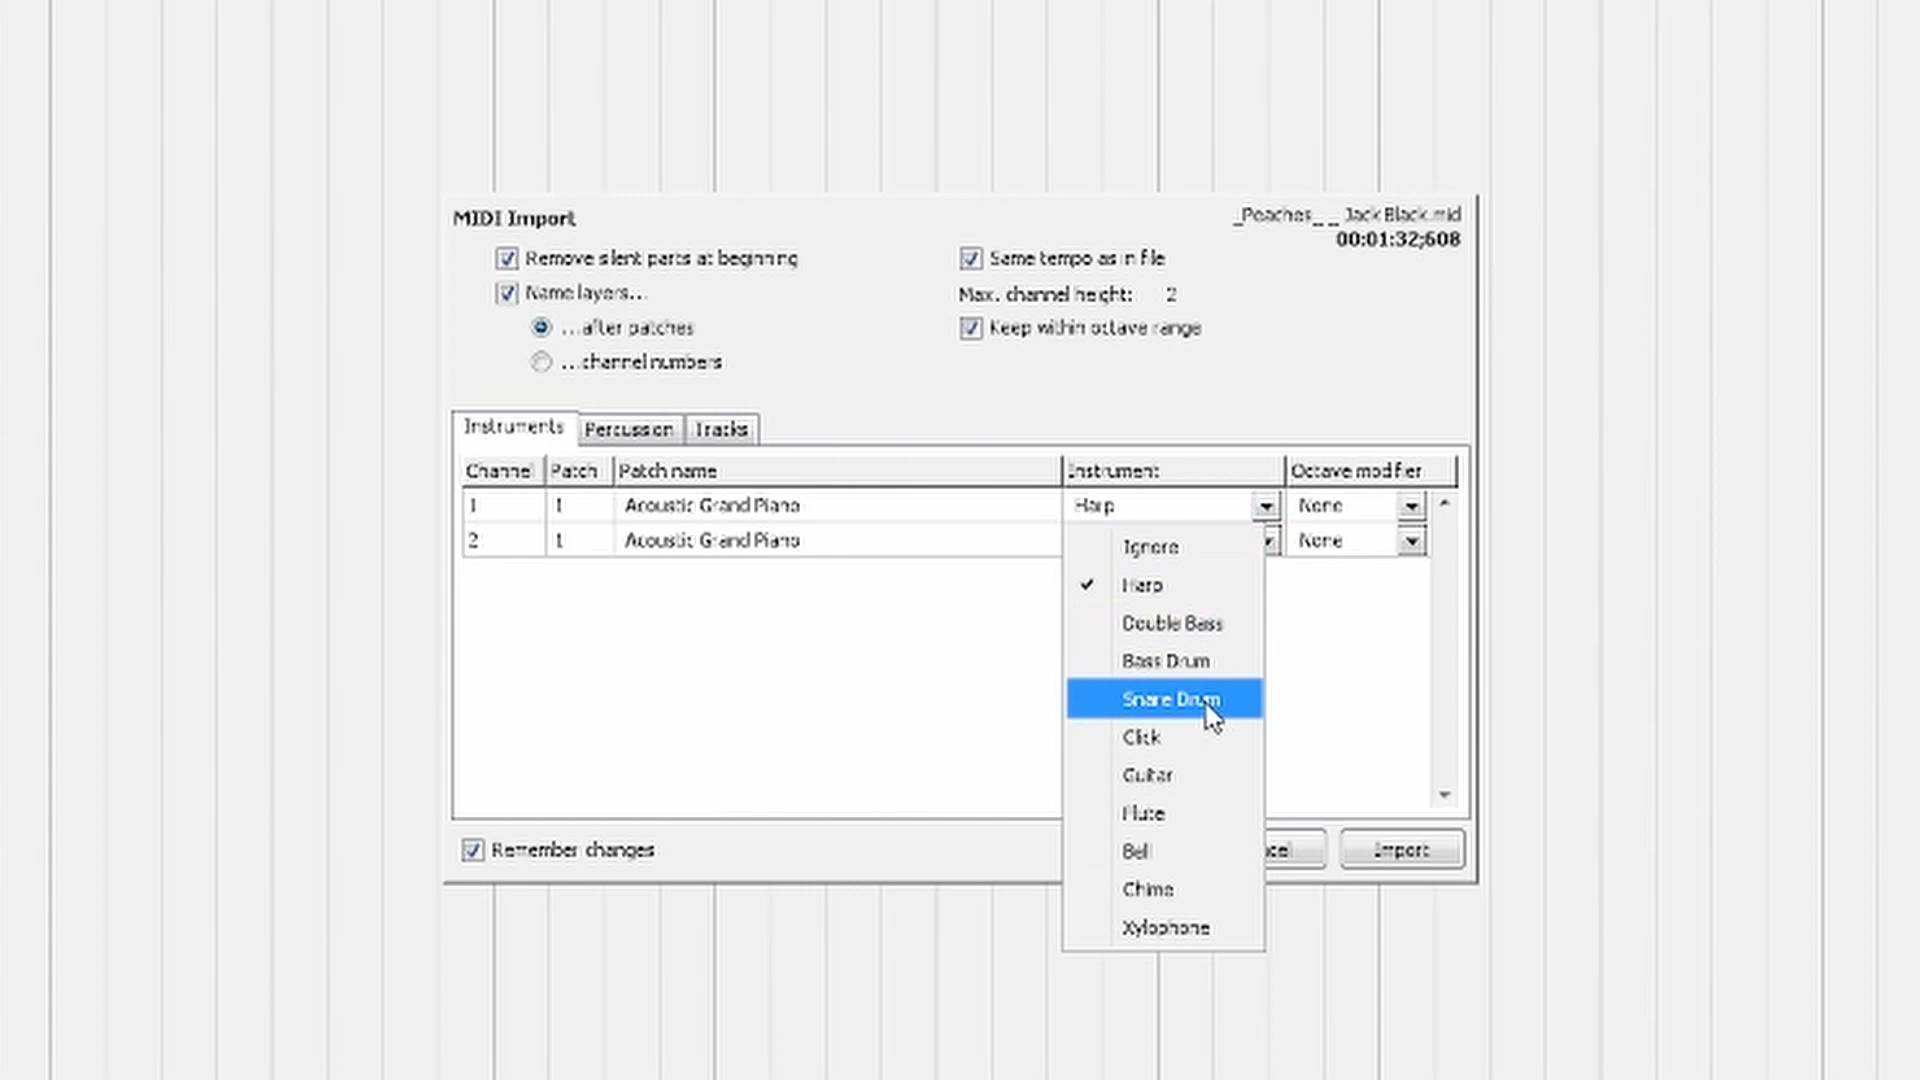 MIDI Import
_Peaches_ _ Jack Black.mid
00:01:32;608
Remove silent parts at beginning
Same tempo as in file
Name layers...
Max. channel height: 2
...after patches
Keep within octave range
...channel numbers
Instruments Percussion Tracks
Channel Patch Patch name Instrument Octave modifier
1 1 Acoustic Grand Piano Harp None
2 1 Acoustic Grand Piano None
Ignore
Harp
Double Bass
Bass Drum
Snare Drum
Click
Guitar
Flute
Bell
Chime
Xylophone
Remember changes
Import